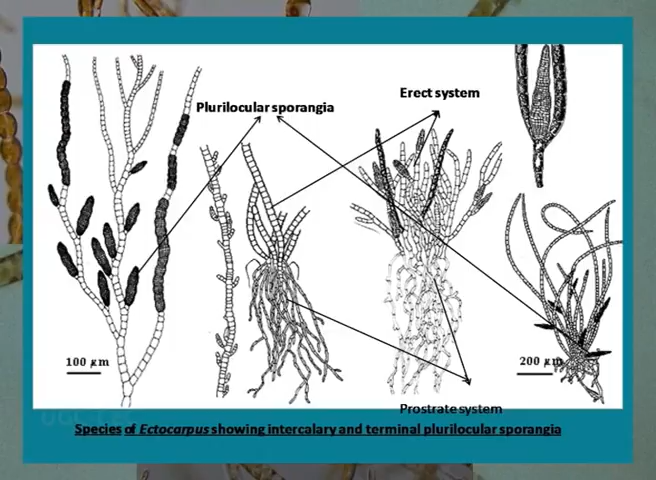 Erect system
Plurilocular sporangia
100 μm
200 μm
Prostrate system
Species of Ectocarpus showing intercalary and terminal plurilocular sporangia